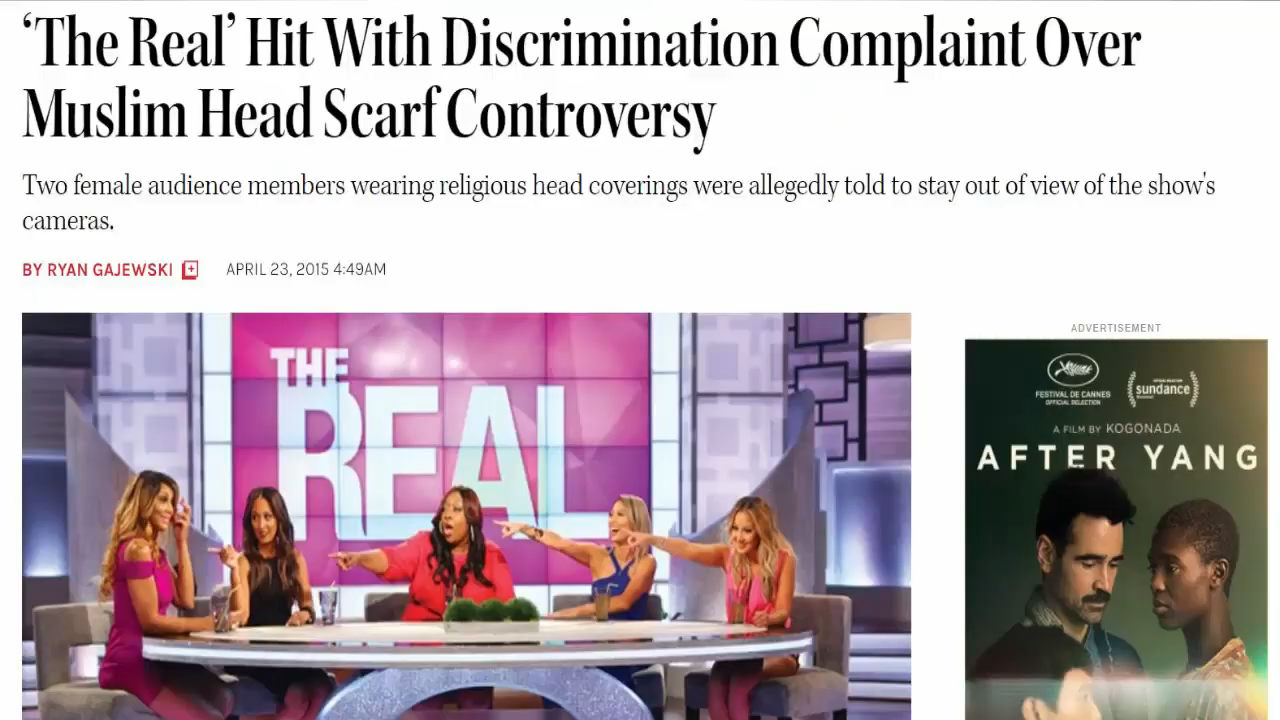 ‘The Real’ Hit With Discrimination Complaint Over
Muslim Head Scarf Controversy
Two female audience members wearing religious head coverings were allegedly told to stay out of view of the show's
cameras.
BY RYAN GAJEWSKI
APRIL 23, 2015 4:49AM
THE
REAL
ADVERTISEMENT
FESTIVAL DE CANNES
OFFICIAL SELECTION
sundance
A FILM BY KOGONADA
AFTER YANG